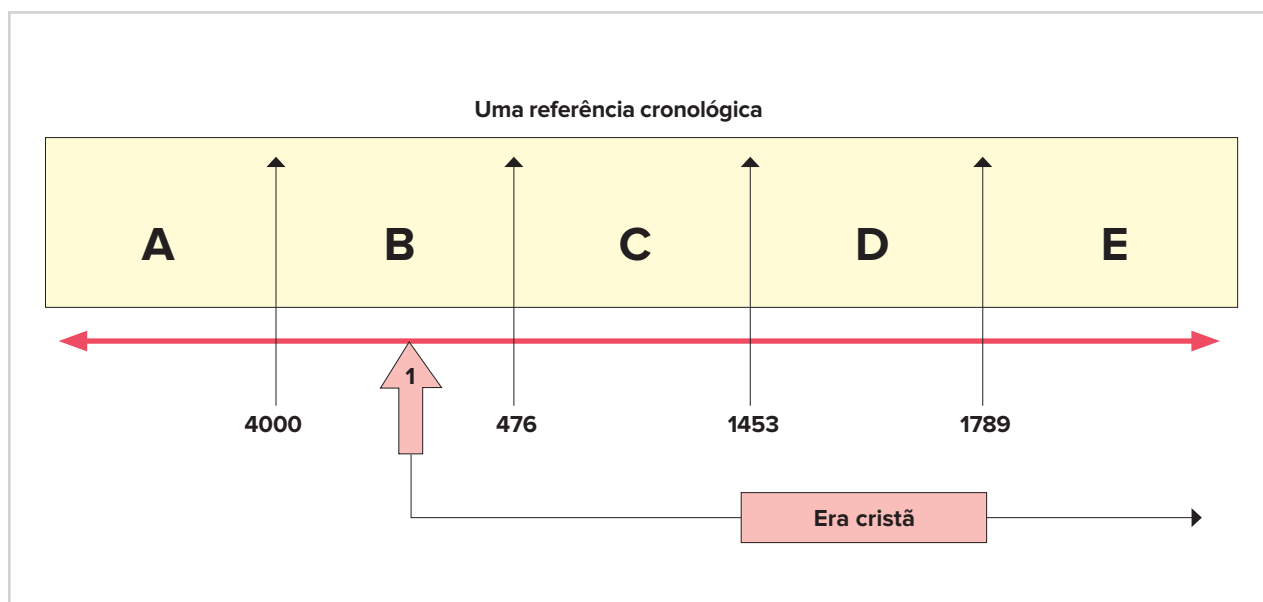 Uma referência cronológica
A B C D E
1
4000 476 1453 1789
Era cristã